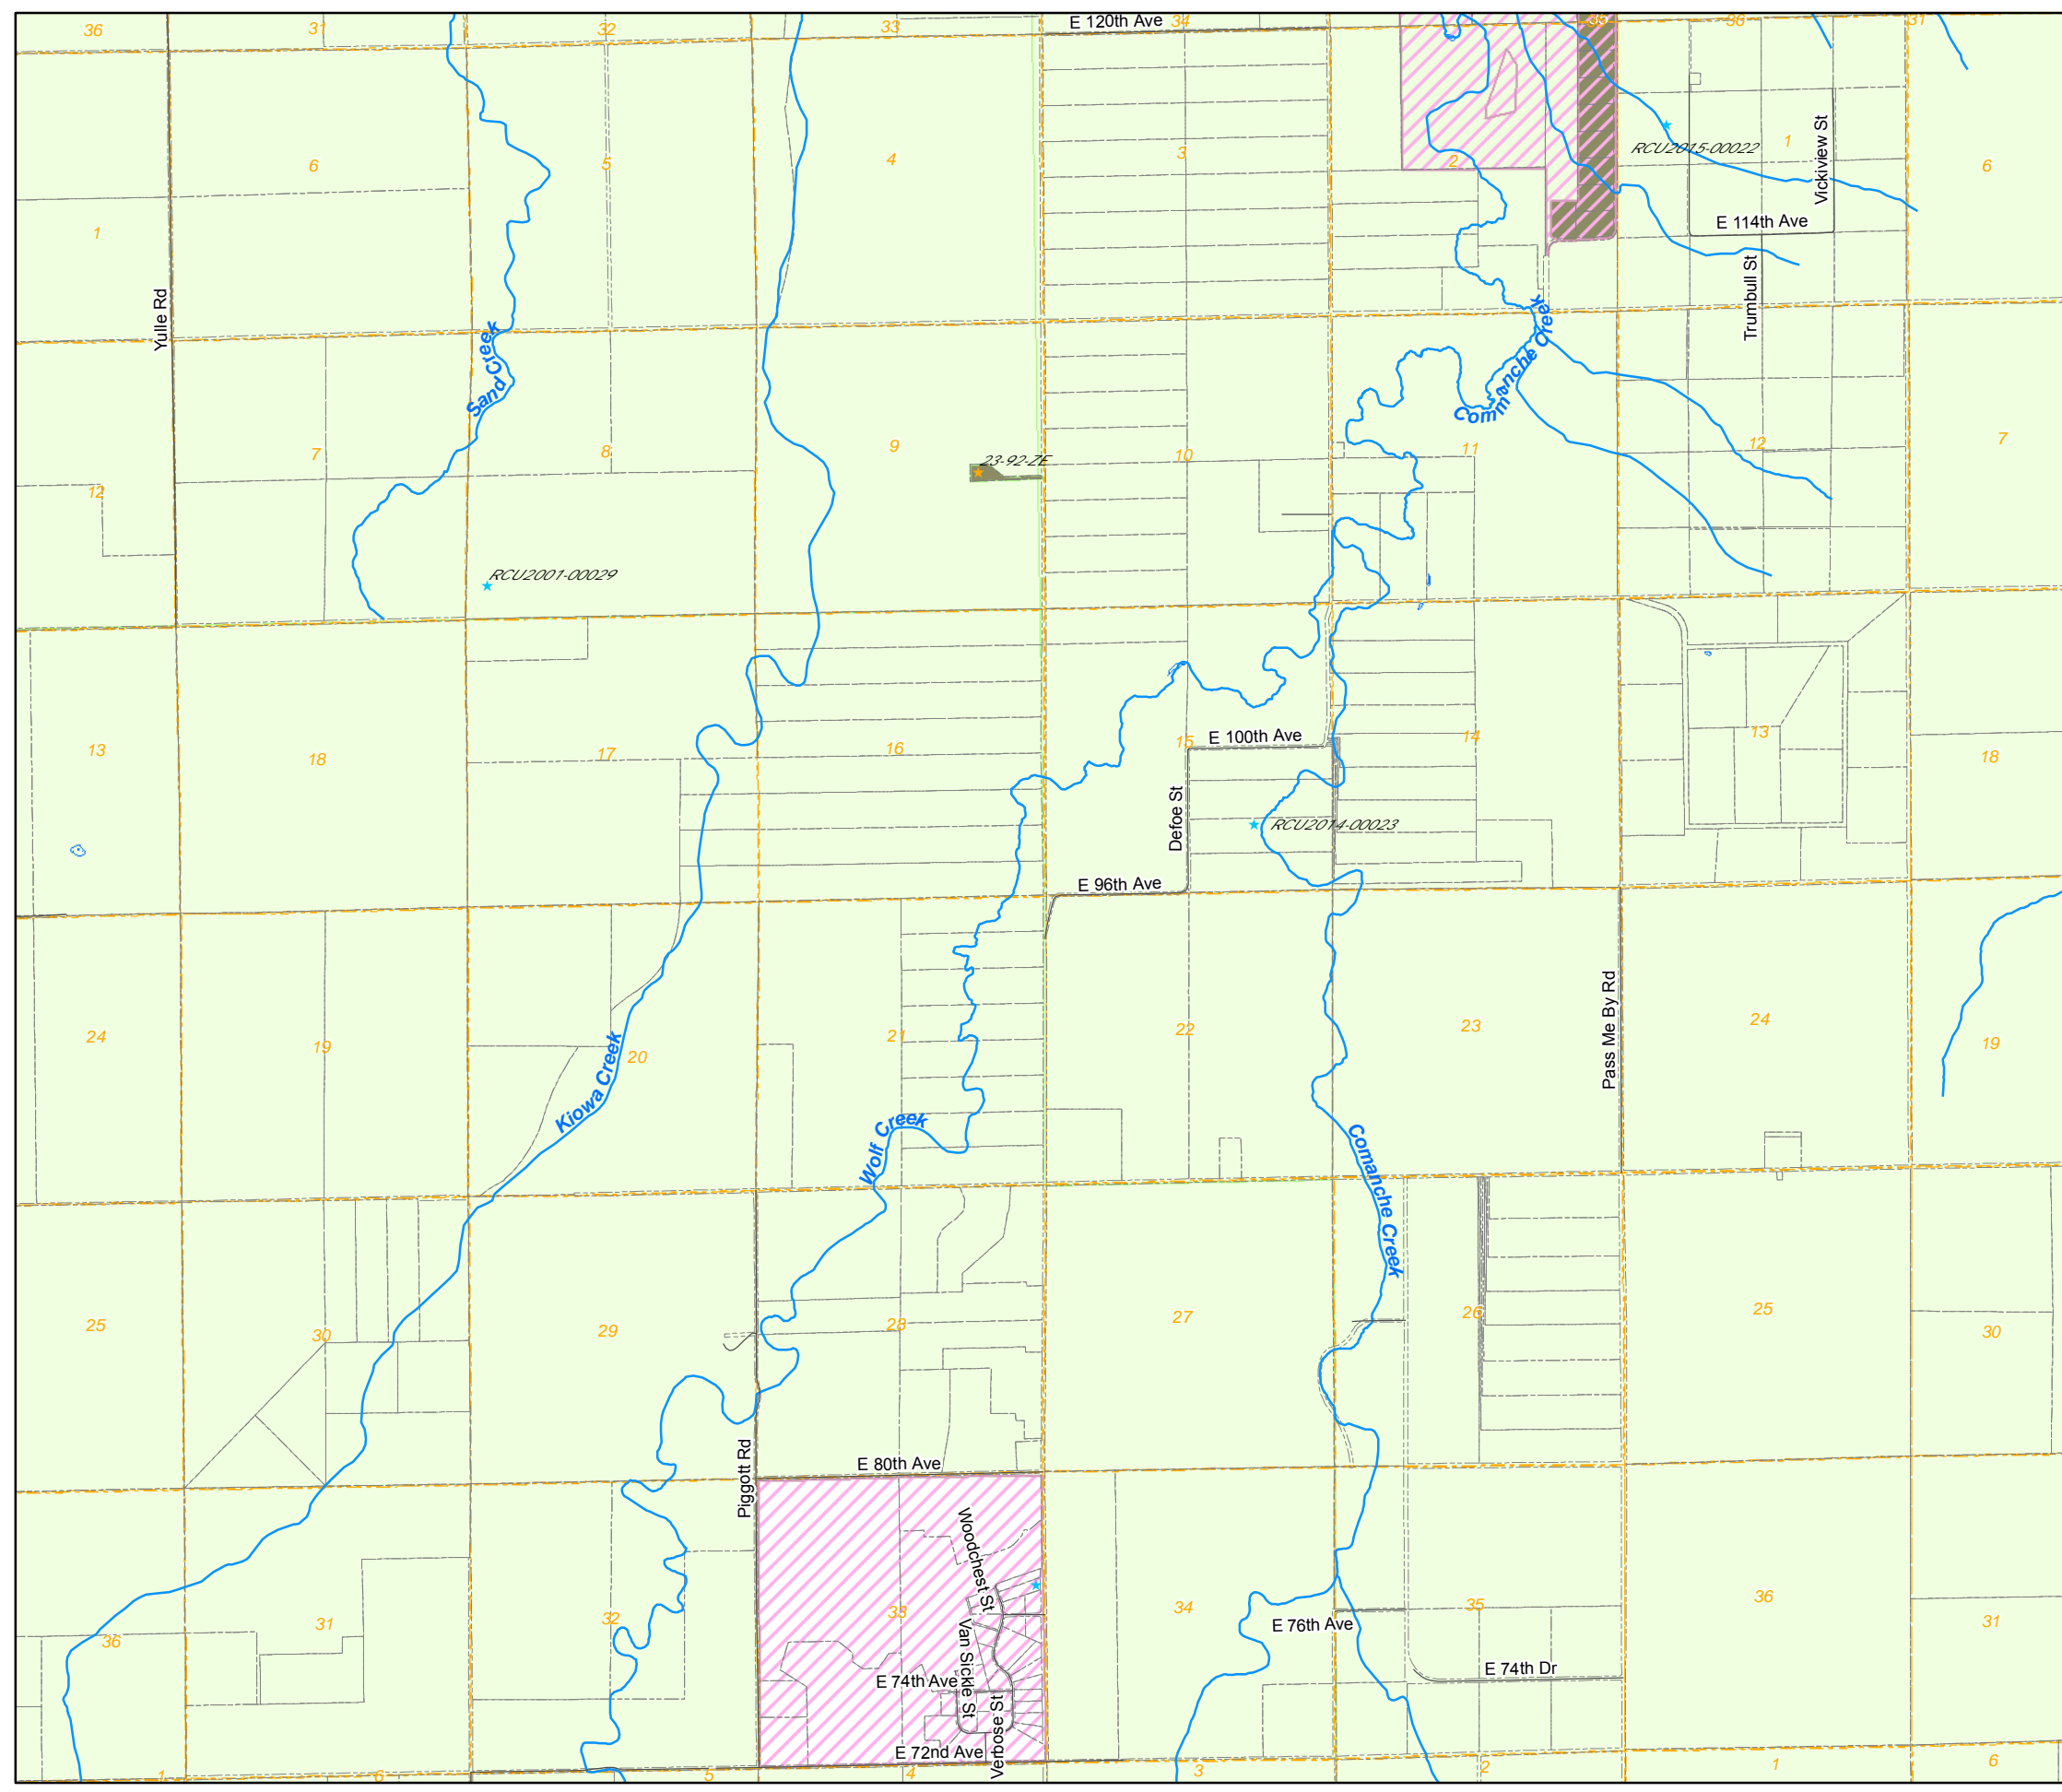 36
31
32
33
E 120th Ave
34
35
36
31
6
5
4
3
2
RCU2015-00022
1
Vickview St
6
1
E 114th Ave
Yulle Rd
Trumbull St
Sand Creek
Commanche Creek
7
8
9
23-92-ZE
10
11
12
7
12
RCU2001-00029
13
18
17
16
15
E 100th Ave
14
13
18
Defoe St
RCU2014-00023
E 96th Ave
24
19
20
21
22
23
Pass Me By Rd
24
19
Kiowa Creek
Wolf Creek
Comanche Creek
25
30
29
28
27
26
25
30
Piggott Rd
E 80th Ave
Woodchest St
36
31
32
33
34
E 76th Ave
35
36
31
Van Sickle St
E 74th Ave
E 74th Dr
Verbose St
E 72nd Ave
1
6
5
4
3
2
1
6